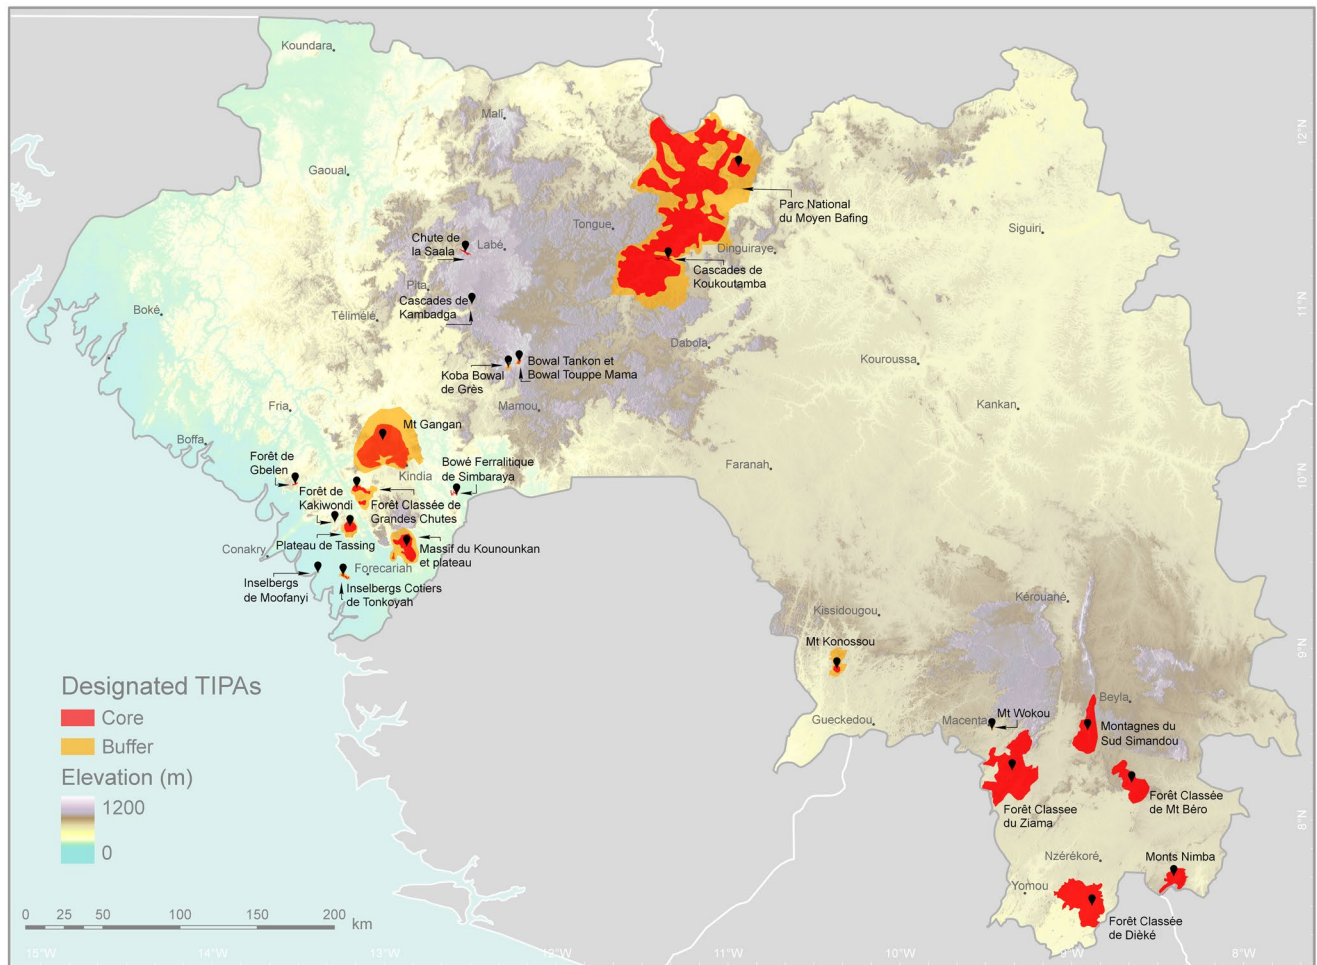 Koundara
Mali
12°N
Gaoual
Parc National
du Moyen Bafing
Tongue
Siguiri
Chute de
la Saala
Labé
Dinguiraye
Cascades de
Koukoutamba
Pita
Cascades de
Kambadga
Boké
Télimélé
11°N
Dabola
Kouroussa
Koba Bowal
de Grès
Bowal Tankon et
Bowal Touppe Mama
Fria
Mamou
Kankan
Mt Gangan
Boffa
Forêt de
Gbelen
Kindia
Bowé Ferralitique
de Simbaraya
Faranah
10°N
Forêt de
Kakiwondi
Forêt Classée de
Grandes Chutes
Plateau de Tassing
Conakry
Massif du Kounounkan
et plateau
Forecariah
Inselbergs
de Moofanyi
Inselbergs Cotiers
de Tonkoyah
Kérouané
Kissidougou
Mt Konossou
9°N
Designated TIPAs
Core
Buffer
Elevation (m)
1200
0
Beyla
Gueckedou
Macenta
Mt Wokou
Montagnes du
Sud Simandou
Forêt Classee
du Ziama
Forêt Classée
de Mt Béro
8°N
Nzérékoré
Monts Nimba
Yomou
Forêt Classée
de Dièké
0 25 50 100 150 200 km
15°W 14°W 13°W 12°W 11°W 10°W 9°W 8°W